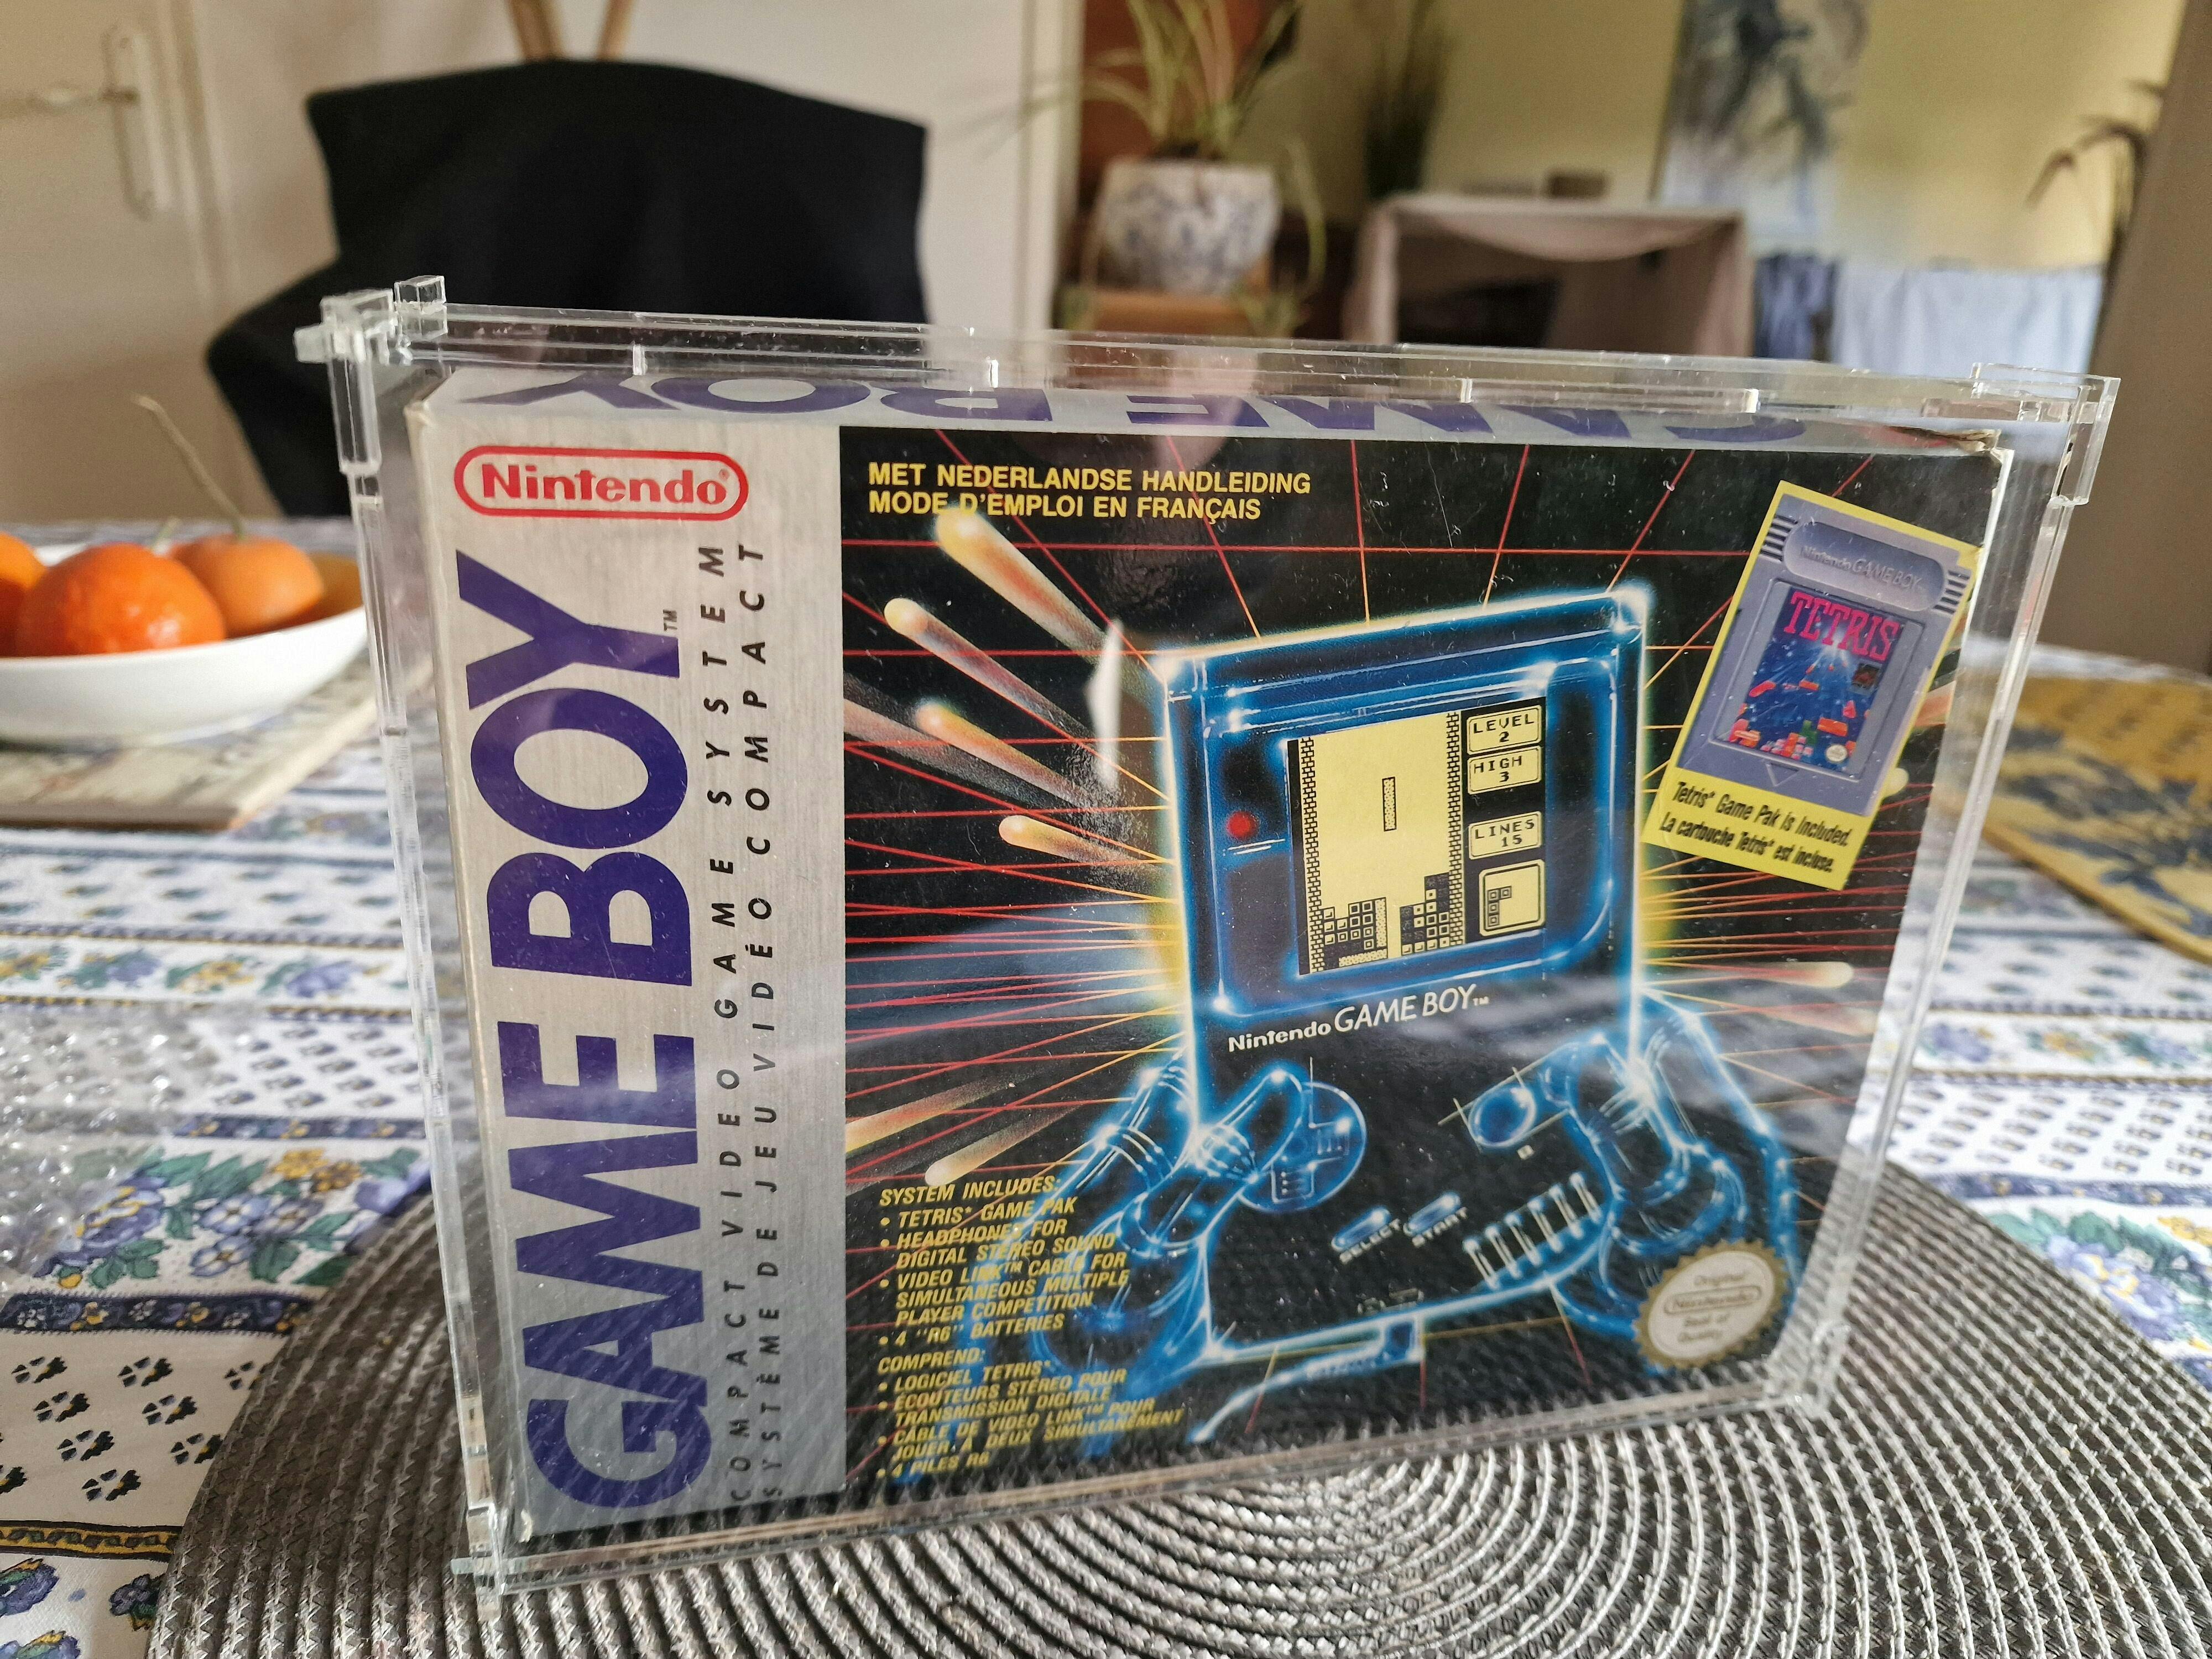 GAME BOY
Nintendo®
GAME BOY™
COMPACT VIDEO GAME SYSTEM
SYSTÈME DE JEU VIDÉO COMPACT
MET NEDERLANDSE HANDLEIDING
MODE D'EMPLOI EN FRANÇAIS
Nintendo GAME BOY
TETRIS
Tetris* Game Pak is Included.
La cartouche Tetris* est incluse.
LEVEL
2
HIGH
3
LINES
15
Nintendo GAME BOY™
SELECT START
SYSTEM INCLUDES:
• TETRIS* GAME PAK
• HEADPHONES FOR
DIGITAL STEREO SOUND
• VIDEO LINK™ CABLE FOR
SIMULTANEOUS MULTIPLE
PLAYER COMPETITION
• 4 "R6" BATTERIES
COMPREND:
• LOGICIEL TETRIS*
• ÉCOUTEURS STÉRÉO POUR
TRANSMISSION DIGITALE
• CÂBLE DE VIDEO LINK™ POUR
JOUER À DEUX SIMULTANÉMENT
• 4 PILES R6
Original
Nintendo
Seal of
Quality